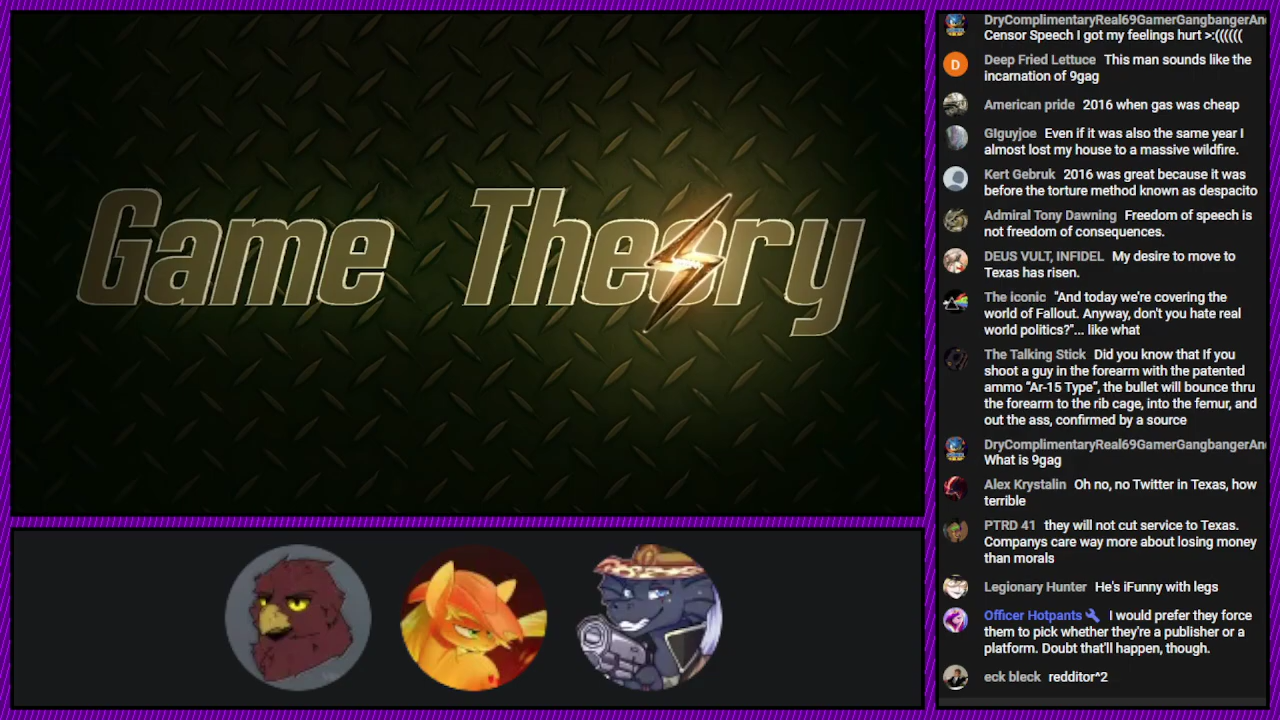 Game Theory
DryComplimentaryReal69GamerGangbangerAn
Censor Speech I got my feelings hurt >:((((((
D
Deep Fried Lettuce This man sounds like the
incarnation of 9gag
American pride 2016 when gas was cheap
GIguyjoe Even if it was also the same year I
almost lost my house to a massive wildfire.
Kert Gebruk 2016 was great because it was
before the torture method known as despacito
Admiral Tony Dawning Freedom of speech is
not freedom of consequences.
DEUS VULT, INFIDEL My desire to move to
Texas has risen.
The iconic "And today we're covering the
world of Fallout. Anyway, don't you hate real
world politics?"... like what
The Talking Stick Did you know that If you
shoot a guy in the forearm with the patented
ammo “Ar-15 Type”, the bullet will bounce thru
the forearm to the rib cage, into the femur, and
out the ass, confirmed by a source
DryComplimentaryReal69GamerGangbangerAn
What is 9gag
Alex Krystalin Oh no, no Twitter in Texas, how
terrible
PTRD 41 they will not cut service to Texas.
Companys care way more about losing money
than morals
Legionary Hunter He's iFunny with legs
Officer Hotpants I would prefer they force
them to pick whether they're a publisher or a
platform. Doubt that'll happen, though.
eck bleck redditor^2